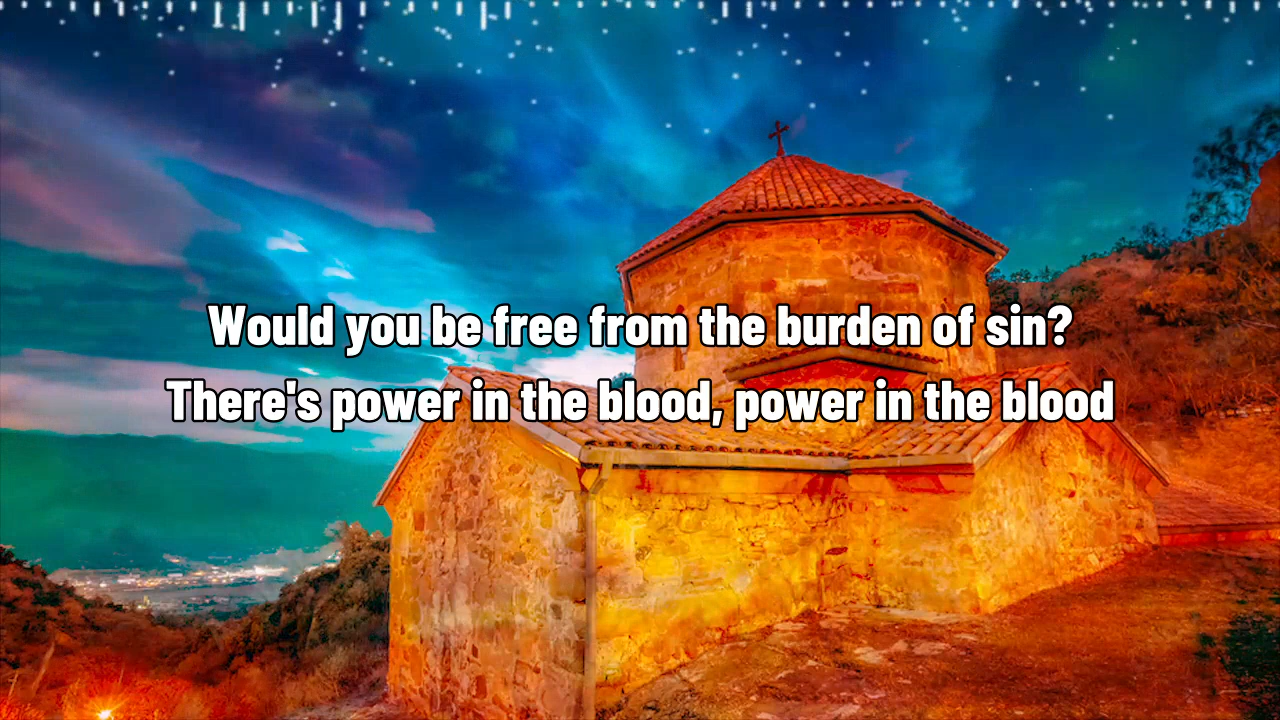 Would you be free from the burden of sin?
There's power in the blood, power in the blood